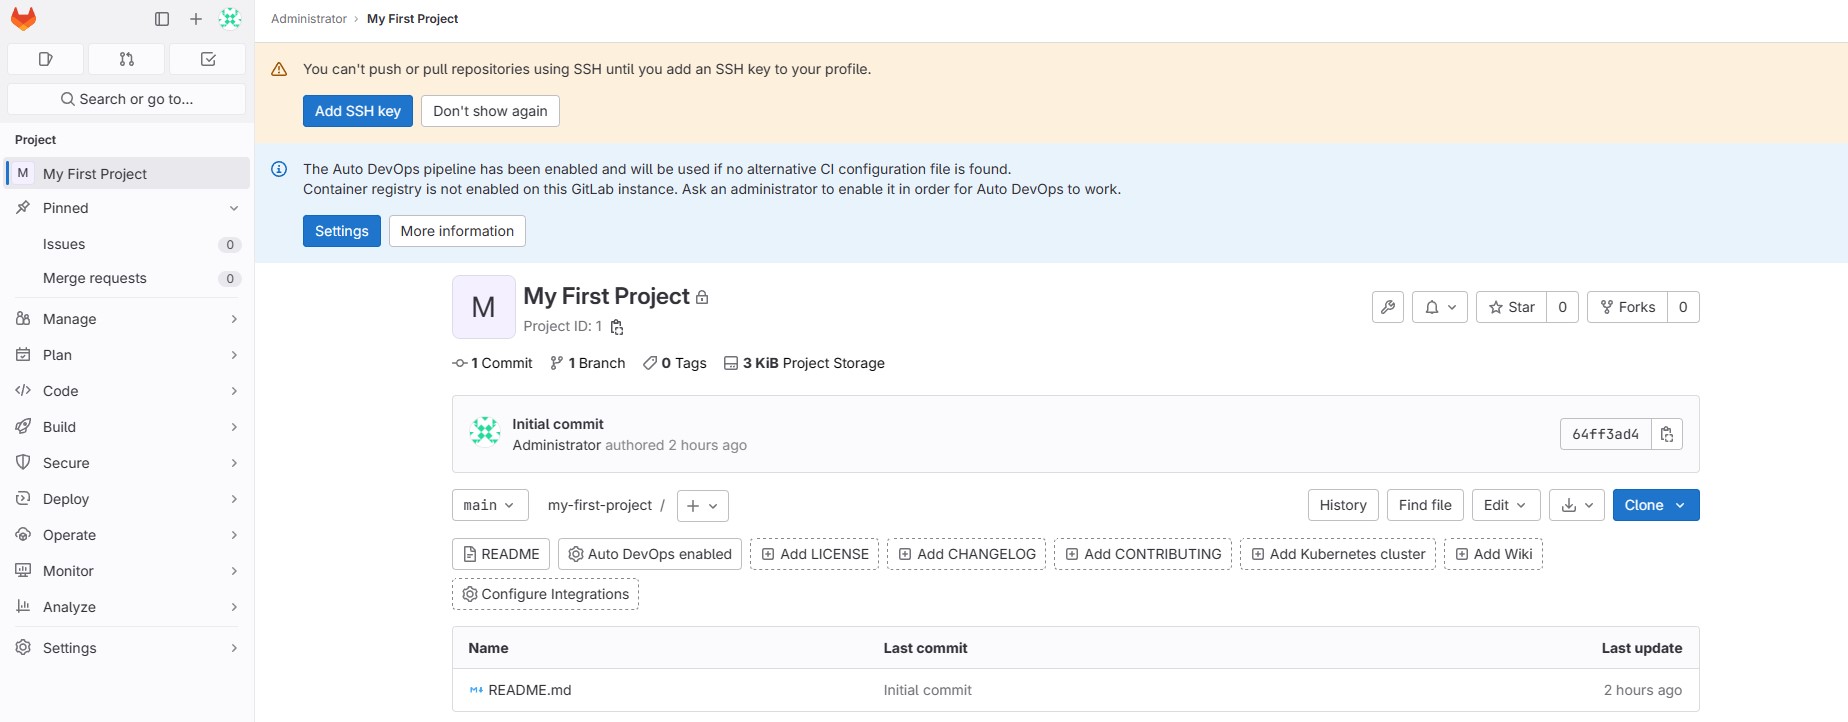 Administrator › My First Project
Search or go to...
Project
M My First Project
Pinned
Issues 0
Merge requests 0
Manage
Plan
Code
Build
Secure
Deploy
Operate
Monitor
Analyze
Settings
You can't push or pull repositories using SSH until you add an SSH key to your profile.
Add SSH key Don't show again
The Auto DevOps pipeline has been enabled and will be used if no alternative CI configuration file is found.
Container registry is not enabled on this GitLab instance. Ask an administrator to enable it in order for Auto DevOps to work.
Settings More information
M
My First Project
Project ID: 1
Star 0 Forks 0
1 Commit 1 Branch 0 Tags 3 KiB Project Storage
Initial commit
Administrator authored 2 hours ago
64ff3ad4
main my-first-project / + History Find file Edit Clone
README Auto DevOps enabled Add LICENSE Add CHANGELOG Add CONTRIBUTING Add Kubernetes cluster Add Wiki
Configure Integrations
Name Last commit Last update
README.md Initial commit 2 hours ago